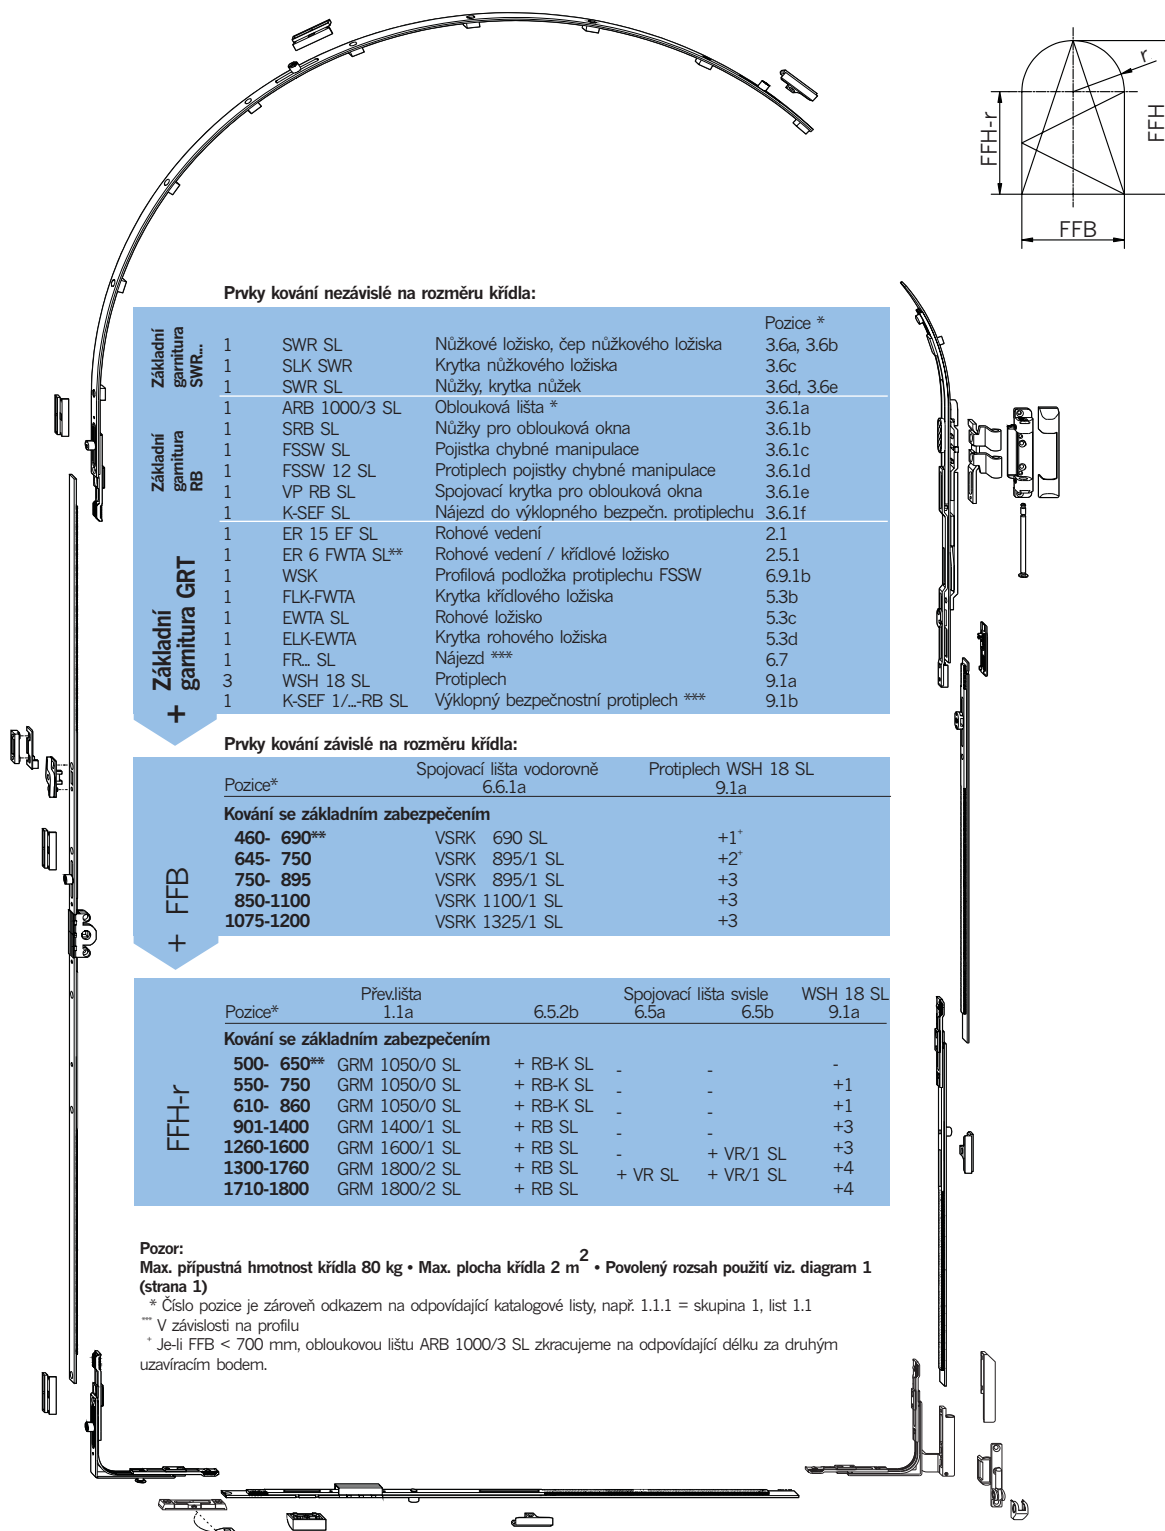 r
FFH-r
FFH
FFB
Prvky kování nezávislé na rozměru křídla:
Základní garnitura SWR...
Pozice *
1 SWR SL Nůžkové ložisko, čep nůžkového ložiska 3.6a, 3.6b
1 SLK SWR Krytka nůžkového ložiska 3.6c
1 SWR SL Nůžky, krytka nůžek 3.6d, 3.6e
Základní garnitura RB
1 ARB 1000/3 SL Oblouková lišta * 3.6.1a
1 SRB SL Nůžky pro oblouková okna 3.6.1b
1 FSSW SL Pojistka chybné manipulace 3.6.1c
1 FSSW 12 SL Protiplech pojistky chybné manipulace 3.6.1d
1 VP RB SL Spojovací krytka pro oblouková okna 3.6.1e
1 K-SEF SL Nájezd do výklopného bezpečn. protiplechu 3.6.1f
+ Základní garnitura GRT
1 ER 15 EF SL Rohové vedení 2.1
1 ER 6 FWTA SL** Rohové vedení / křídlové ložisko 2.5.1
1 WSK Profilová podložka protiplechu FSSW 6.9.1b
1 FLK-FWTA Krytka křídlového ložiska 5.3b
1 EWTA SL Rohové ložisko 5.3c
1 ELK-EWTA Krytka rohového ložiska 5.3d
1 FR... SL Nájezd *** 6.7
3 WSH 18 SL Protiplech 9.1a
1 K-SEF 1/...-RB SL Výklopný bezpečnostní protiplech *** 9.1b
Prvky kování závislé na rozměru křídla:
+ FFB
Spojovací lišta vodorovně Protiplech WSH 18 SL
Pozice* 6.6.1a 9.1a
Kování se základním zabezpečením
460- 690** VSRK 690 SL +1+
645- 750 VSRK 895/1 SL +2+
750- 895 VSRK 895/1 SL +3
850-1100 VSRK 1100/1 SL +3
1075-1200 VSRK 1325/1 SL +3
FFH-r
Přev.lišta Spojovací lišta svisle WSH 18 SL
Pozice* 1.1a 6.5.2b 6.5a 6.5b 9.1a
Kování se základním zabezpečením
500- 650** GRM 1050/0 SL + RB-K SL - - -
550- 750 GRM 1050/0 SL + RB-K SL - - +1
610- 860 GRM 1050/0 SL + RB-K SL - - +1
901-1400 GRM 1400/1 SL + RB SL - - +3
1260-1600 GRM 1600/1 SL + RB SL - + VR/1 SL +3
1300-1760 GRM 1800/2 SL + RB SL + VR SL + VR/1 SL +4
1710-1800 GRM 1800/2 SL + RB SL +4
Pozor:
Max. přípustná hmotnost křídla 80 kg • Max. plocha křídla 2 m2 • Povolený rozsah použití viz. diagram 1
(strana 1)
* Číslo pozice je zároveň odkazem na odpovídající katalogové listy, např. 1.1.1 = skupina 1, list 1.1
*** V závislosti na profilu
+ Je-li FFB < 700 mm, obloukovou lištu ARB 1000/3 SL zkracujeme na odpovídající délku za druhým
uzavíracím bodem.